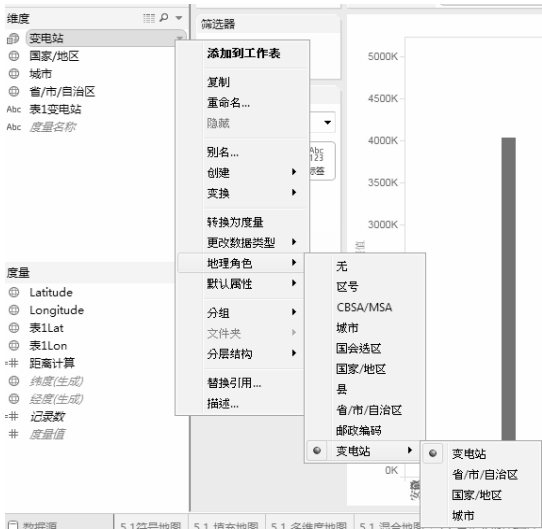 维度
变电站
国家/地区
城市
省/市/自治区
Abc 表1变电站
Abc 度量名称
度量
Latitude
Longitude
表1Lat
表1Lon
距离计算
纬度(生成)
经度(生成)
记录数
# 度量值
筛选器
添加到工作表
复制
重命名...
隐藏
别名...
创建
变换
转换为度量
更改数据类型
地理角色
默认属性
分组
文件夹
分层结构
替换引用...
描述...
Abc
123
标签
无
区号
CBSA/MSA
城市
国会选区
国家/地区
县
省/市/自治区
邮政编码
变电站
变电站
省/市/自治区
国家/地区
城市
5000K
4500K
4000K
3500K
3000K
0K
数据源
5.1符号地图
5.1 填充地图
5.1 多维度地图
5.1 混合地图